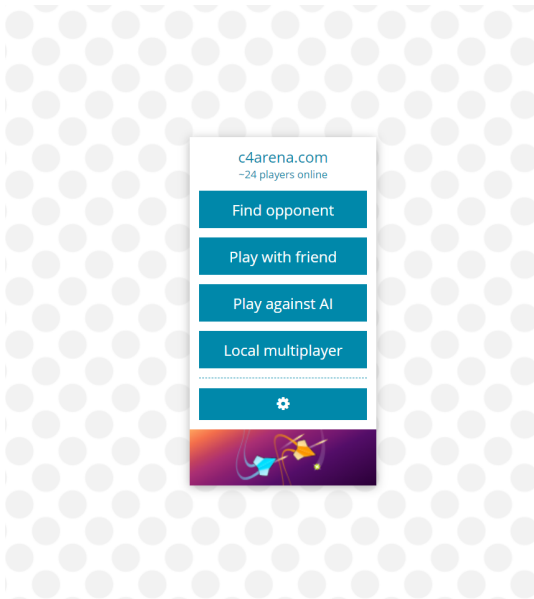 c4arena.com
~24 players online
Find opponent
Play with friend
Play against AI
Local multiplayer